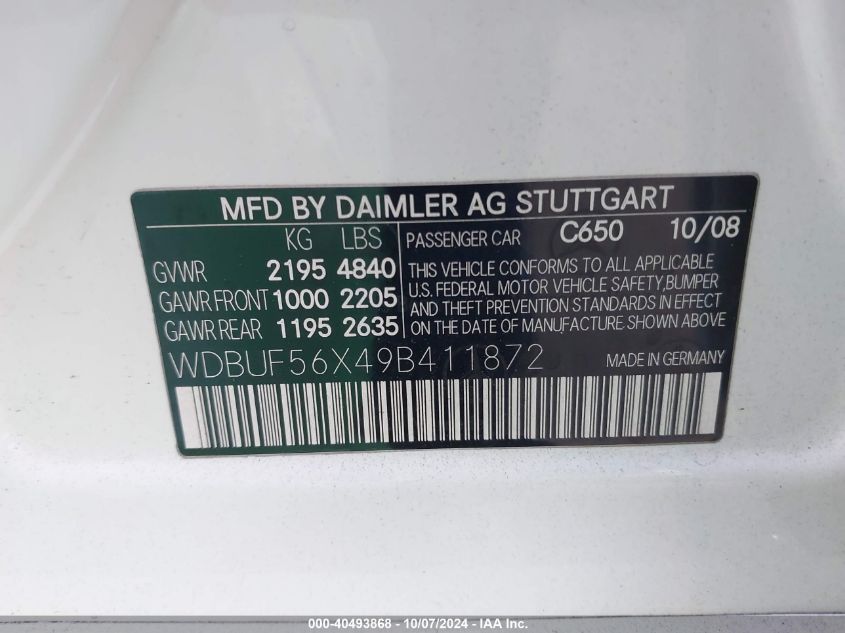 MFD BY DAIMLER AG STUTTGART
KG LBS
GVWR 2195 4840
GAWR FRONT 1000 2205
GAWR REAR 1195 2635
PASSENGER CAR C650 10/08
THIS VEHICLE CONFORMS TO ALL APPLICABLE
U.S. FEDERAL MOTOR VEHICLE SAFETY,BUMPER
AND THEFT PREVENTION STANDARDS IN EFFECT
ON THE DATE OF MANUFACTURE SHOWN ABOVE
WDBUF56X49B411872 MADE IN GERMANY
000-40493868 - 10/07/2024 - IAA Inc.